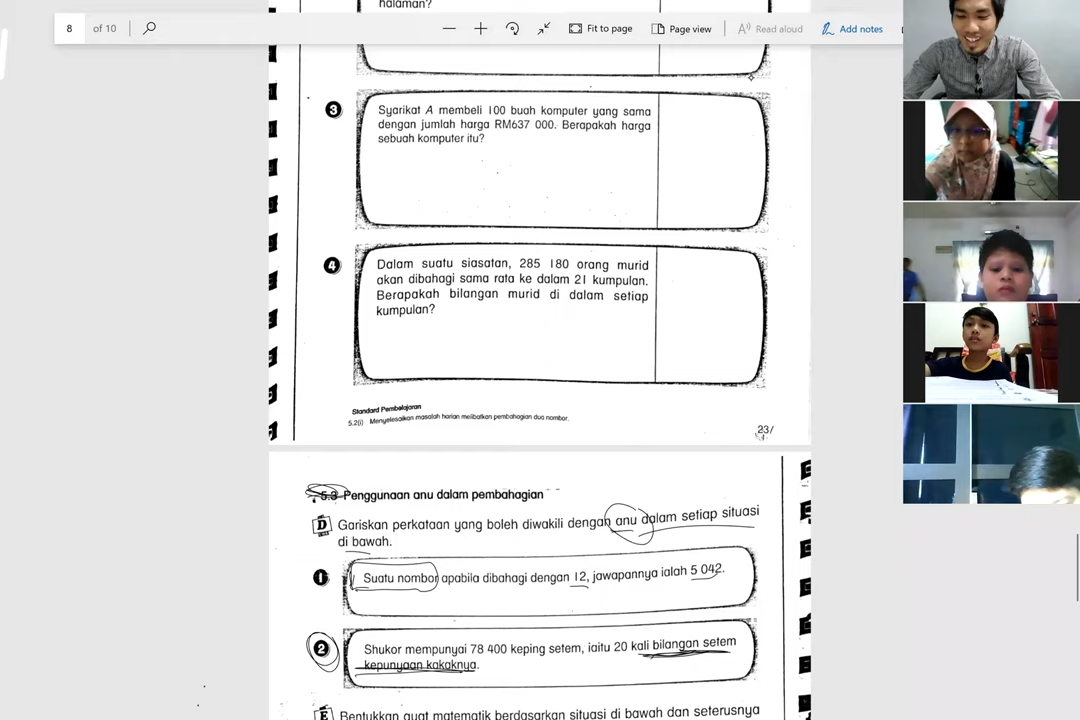 halaman?
8 of 10
Fit to page
Page view
Read aloud
Add notes
3
Syarikat A membeli 100 buah komputer yang sama
dengan jumlah harga RM637 000. Berapakah harga
sebuah komputer itu?
4
Dalam suatu siasatan, 285 180 orang murid
akan dibahagi sama rata ke dalam 21 kumpulan.
Berapakah bilangan murid di dalam setiap
kumpulan?
Standard Pembelajaran
5.2(i) Menyelesaikan masalah harian melibatkan pembahagian dua nombor.
23/
5.3 Penggunaan anu dalam pembahagian
D Gariskan perkataan yang boleh diwakili dengan anu dalam setiap situasi
di bawah.
1 Suatu nombor apabila dibahagi dengan 12, jawapannya ialah 5 042.
2 Shukor mempunyai 78 400 keping setem, iaitu 20 kali bilangan setem
kepunyaan kakaknya.
E Bentukkan ayat matematik berdasarkan situasi di bawah dan seterusnya